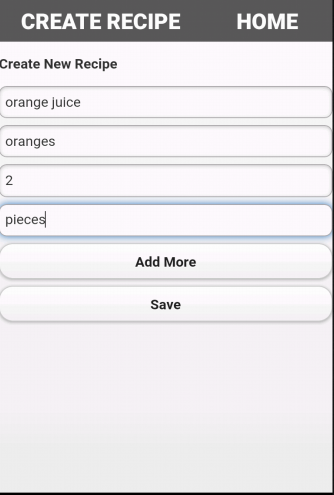 CREATE RECIPE HOME
Create New Recipe
orange juice
oranges
2
pieces
Add More
Save